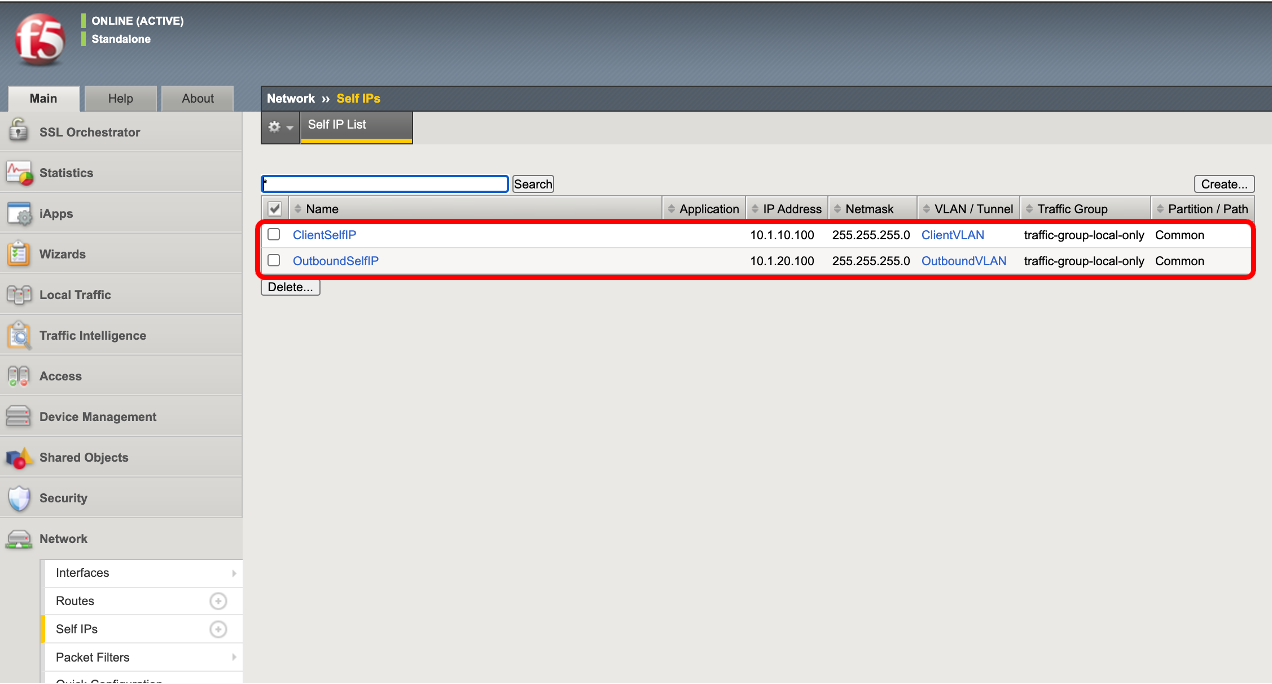 f5
ONLINE (ACTIVE)
Standalone
Main Help About
Network » Self IPs
Self IP List
SSL Orchestrator
Statistics
iApps
Wizards
Local Traffic
Traffic Intelligence
Access
Device Management
Shared Objects
Security
Network
Interfaces
Routes
Self IPs
Packet Filters
Quick Configuration
* Search Create...
Name Application IP Address Netmask VLAN / Tunnel Traffic Group Partition / Path
ClientSelfIP 10.1.10.100 255.255.255.0 ClientVLAN traffic-group-local-only Common
OutboundSelfIP 10.1.20.100 255.255.255.0 OutboundVLAN traffic-group-local-only Common
Delete...